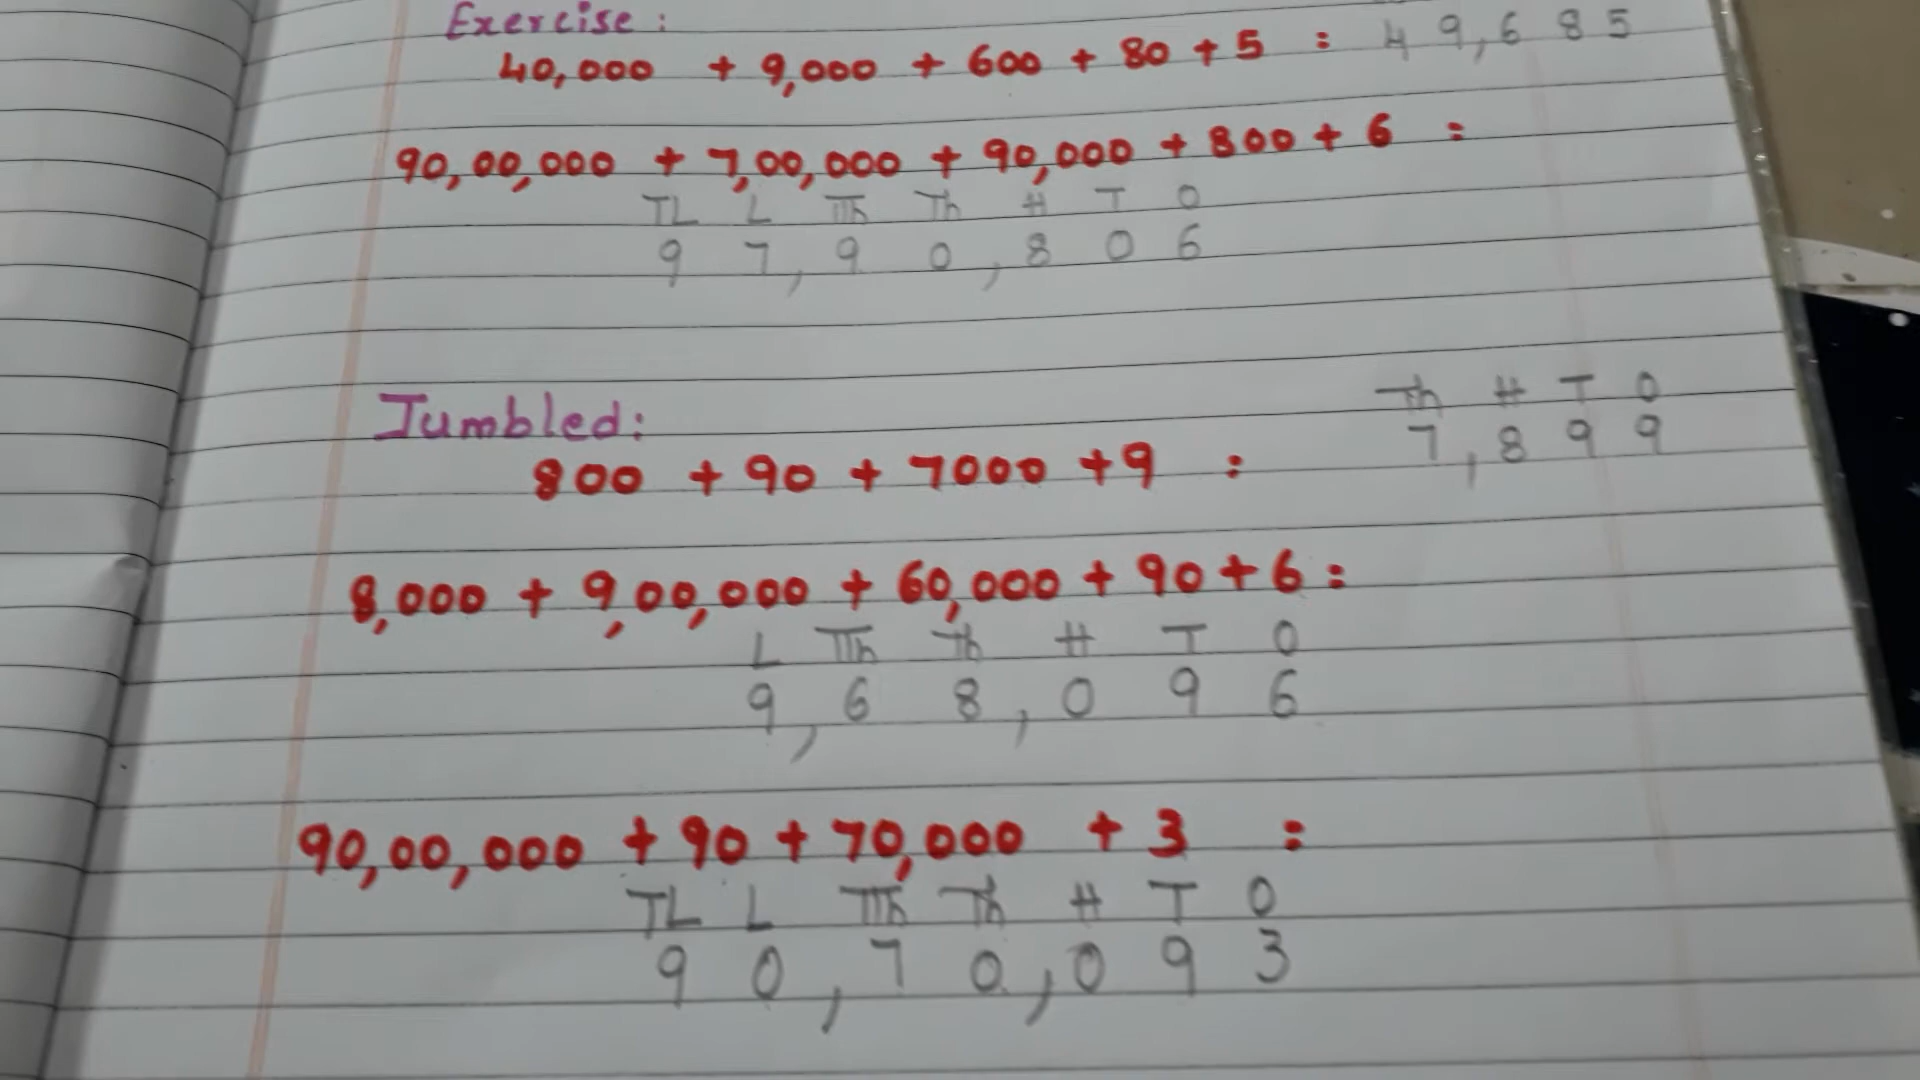 Exercise:
40,000 + 9,000 + 600 + 80 + 5 = 49,685
90,00,000 + 7,00,000 + 90,000 + 800 + 6 =
TL L TTh Th H T O
9 7, 9 0, 8 0 6
Jumbled:
Th H T O
800 + 90 + 7000 + 9 = 7, 8 9 9
8,000 + 9,00,000 + 60,000 + 90 + 6 =
L TTh Th H T O
9, 6 8, 0 9 6
90,00,000 + 90 + 70,000 + 3 =
TL L TTh Th H T O
9 0, 7 0, 0 9 3